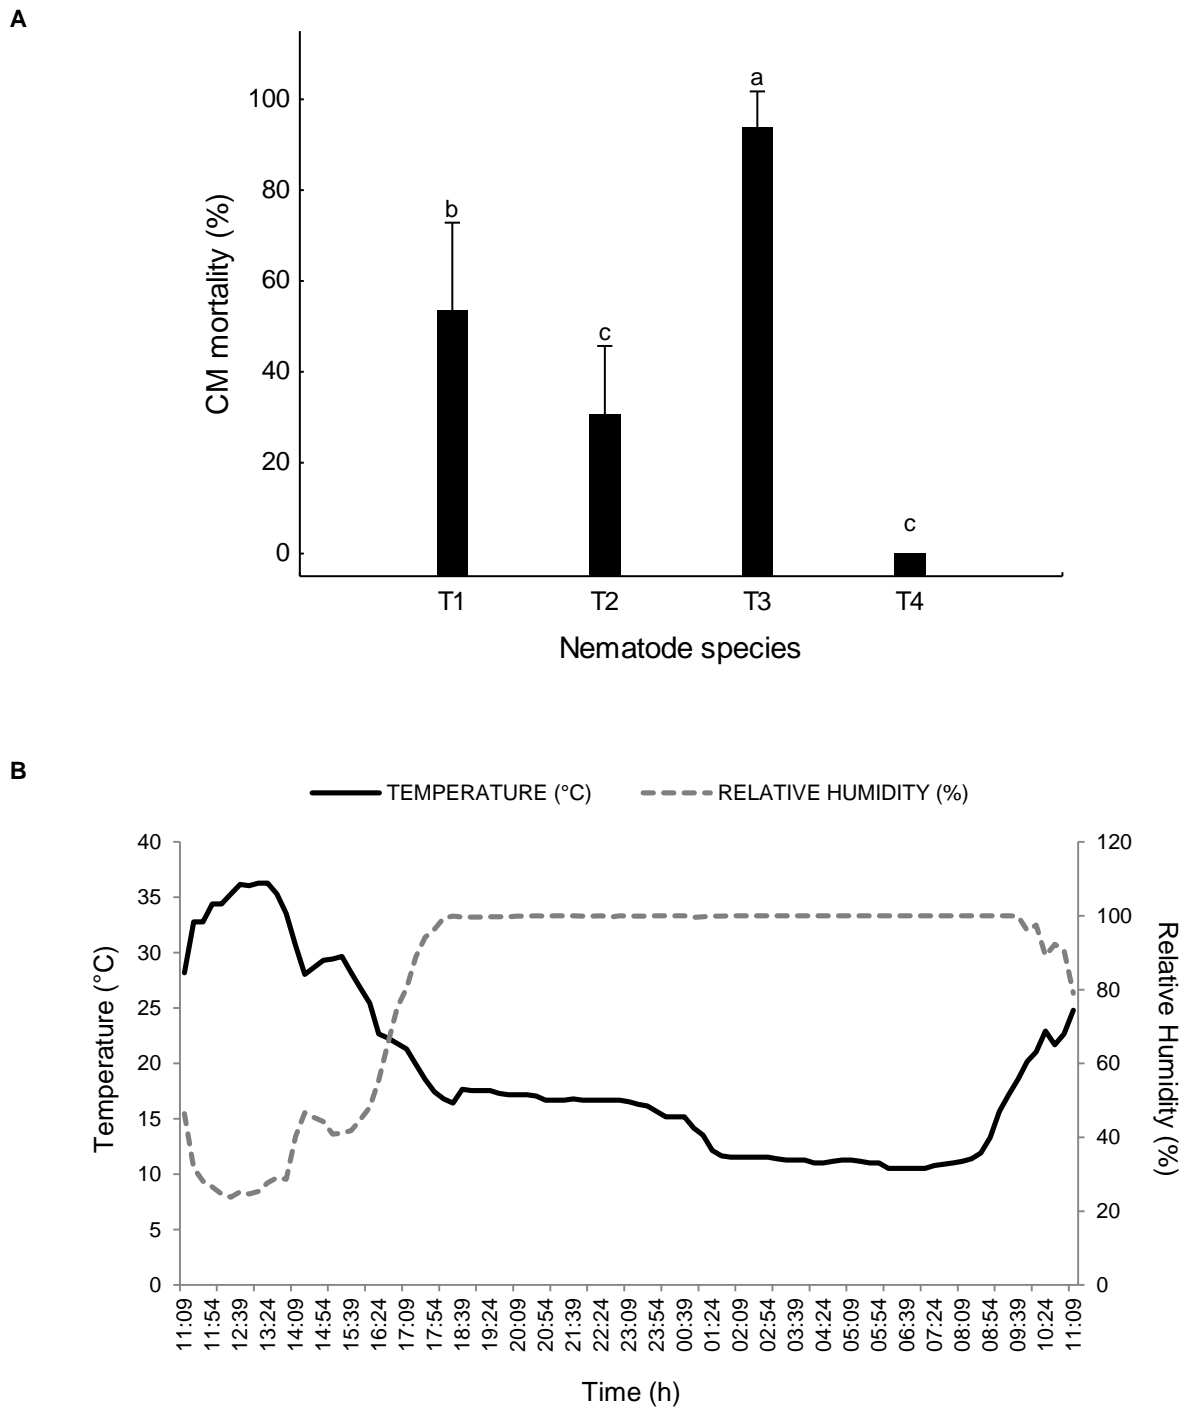 A
CM mortality (%)
100
80
60
40
20
0
b
c
a
c
T1 T2 T3 T4
Nematode species
B
TEMPERATURE (°C) RELATIVE HUMIDITY (%)
Temperature (°C)
40
35
30
25
20
15
10
5
0
120
100
80
60
40
20
0
Relative Humidity (%)
11:09 11:54 12:39 13:24 14:09 14:54 15:39 16:24 17:09 17:54 18:39 19:24 20:09 20:54 21:39 22:24 23:09 23:54 00:39 01:24 02:09 02:54 03:39 04:24 05:09 05:54 06:39 07:24 08:09 08:54 09:39 10:24 11:09
Time (h)